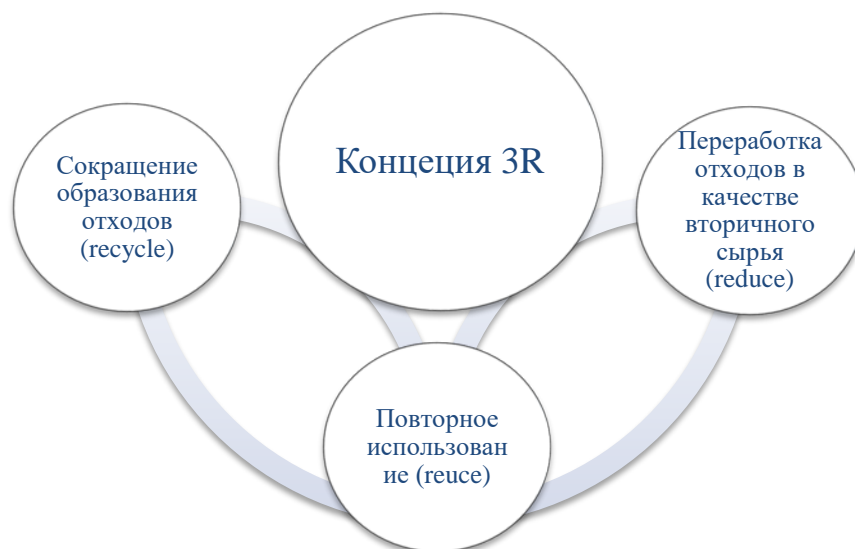 Концеция 3R
Сокращение
образования
отходов
(recycle)
Переработка
отходов в
качестве
вторичного
сырья
(reduce)
Повторное
использован
ие (reuce)